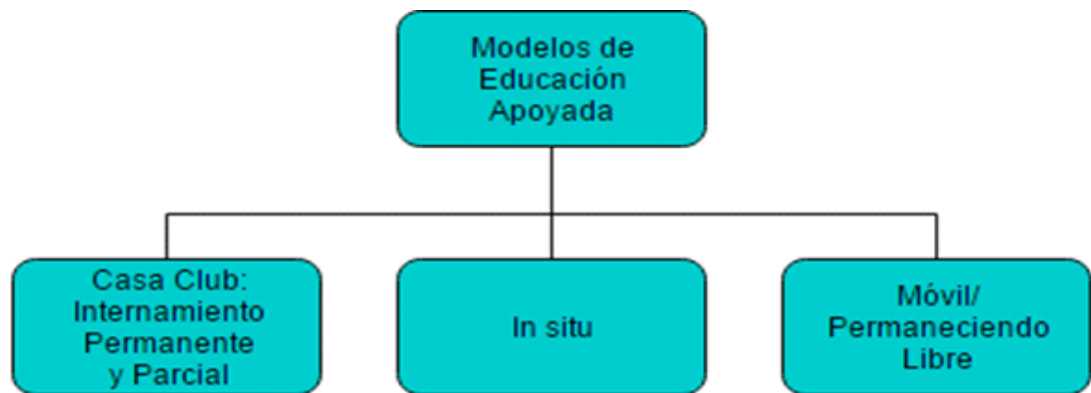 Modelos de
Educación
Apoyada
Casa Club:
Internamiento
Permanente
y Parcial
In situ
Móvil/
Permaneciendo
Libre